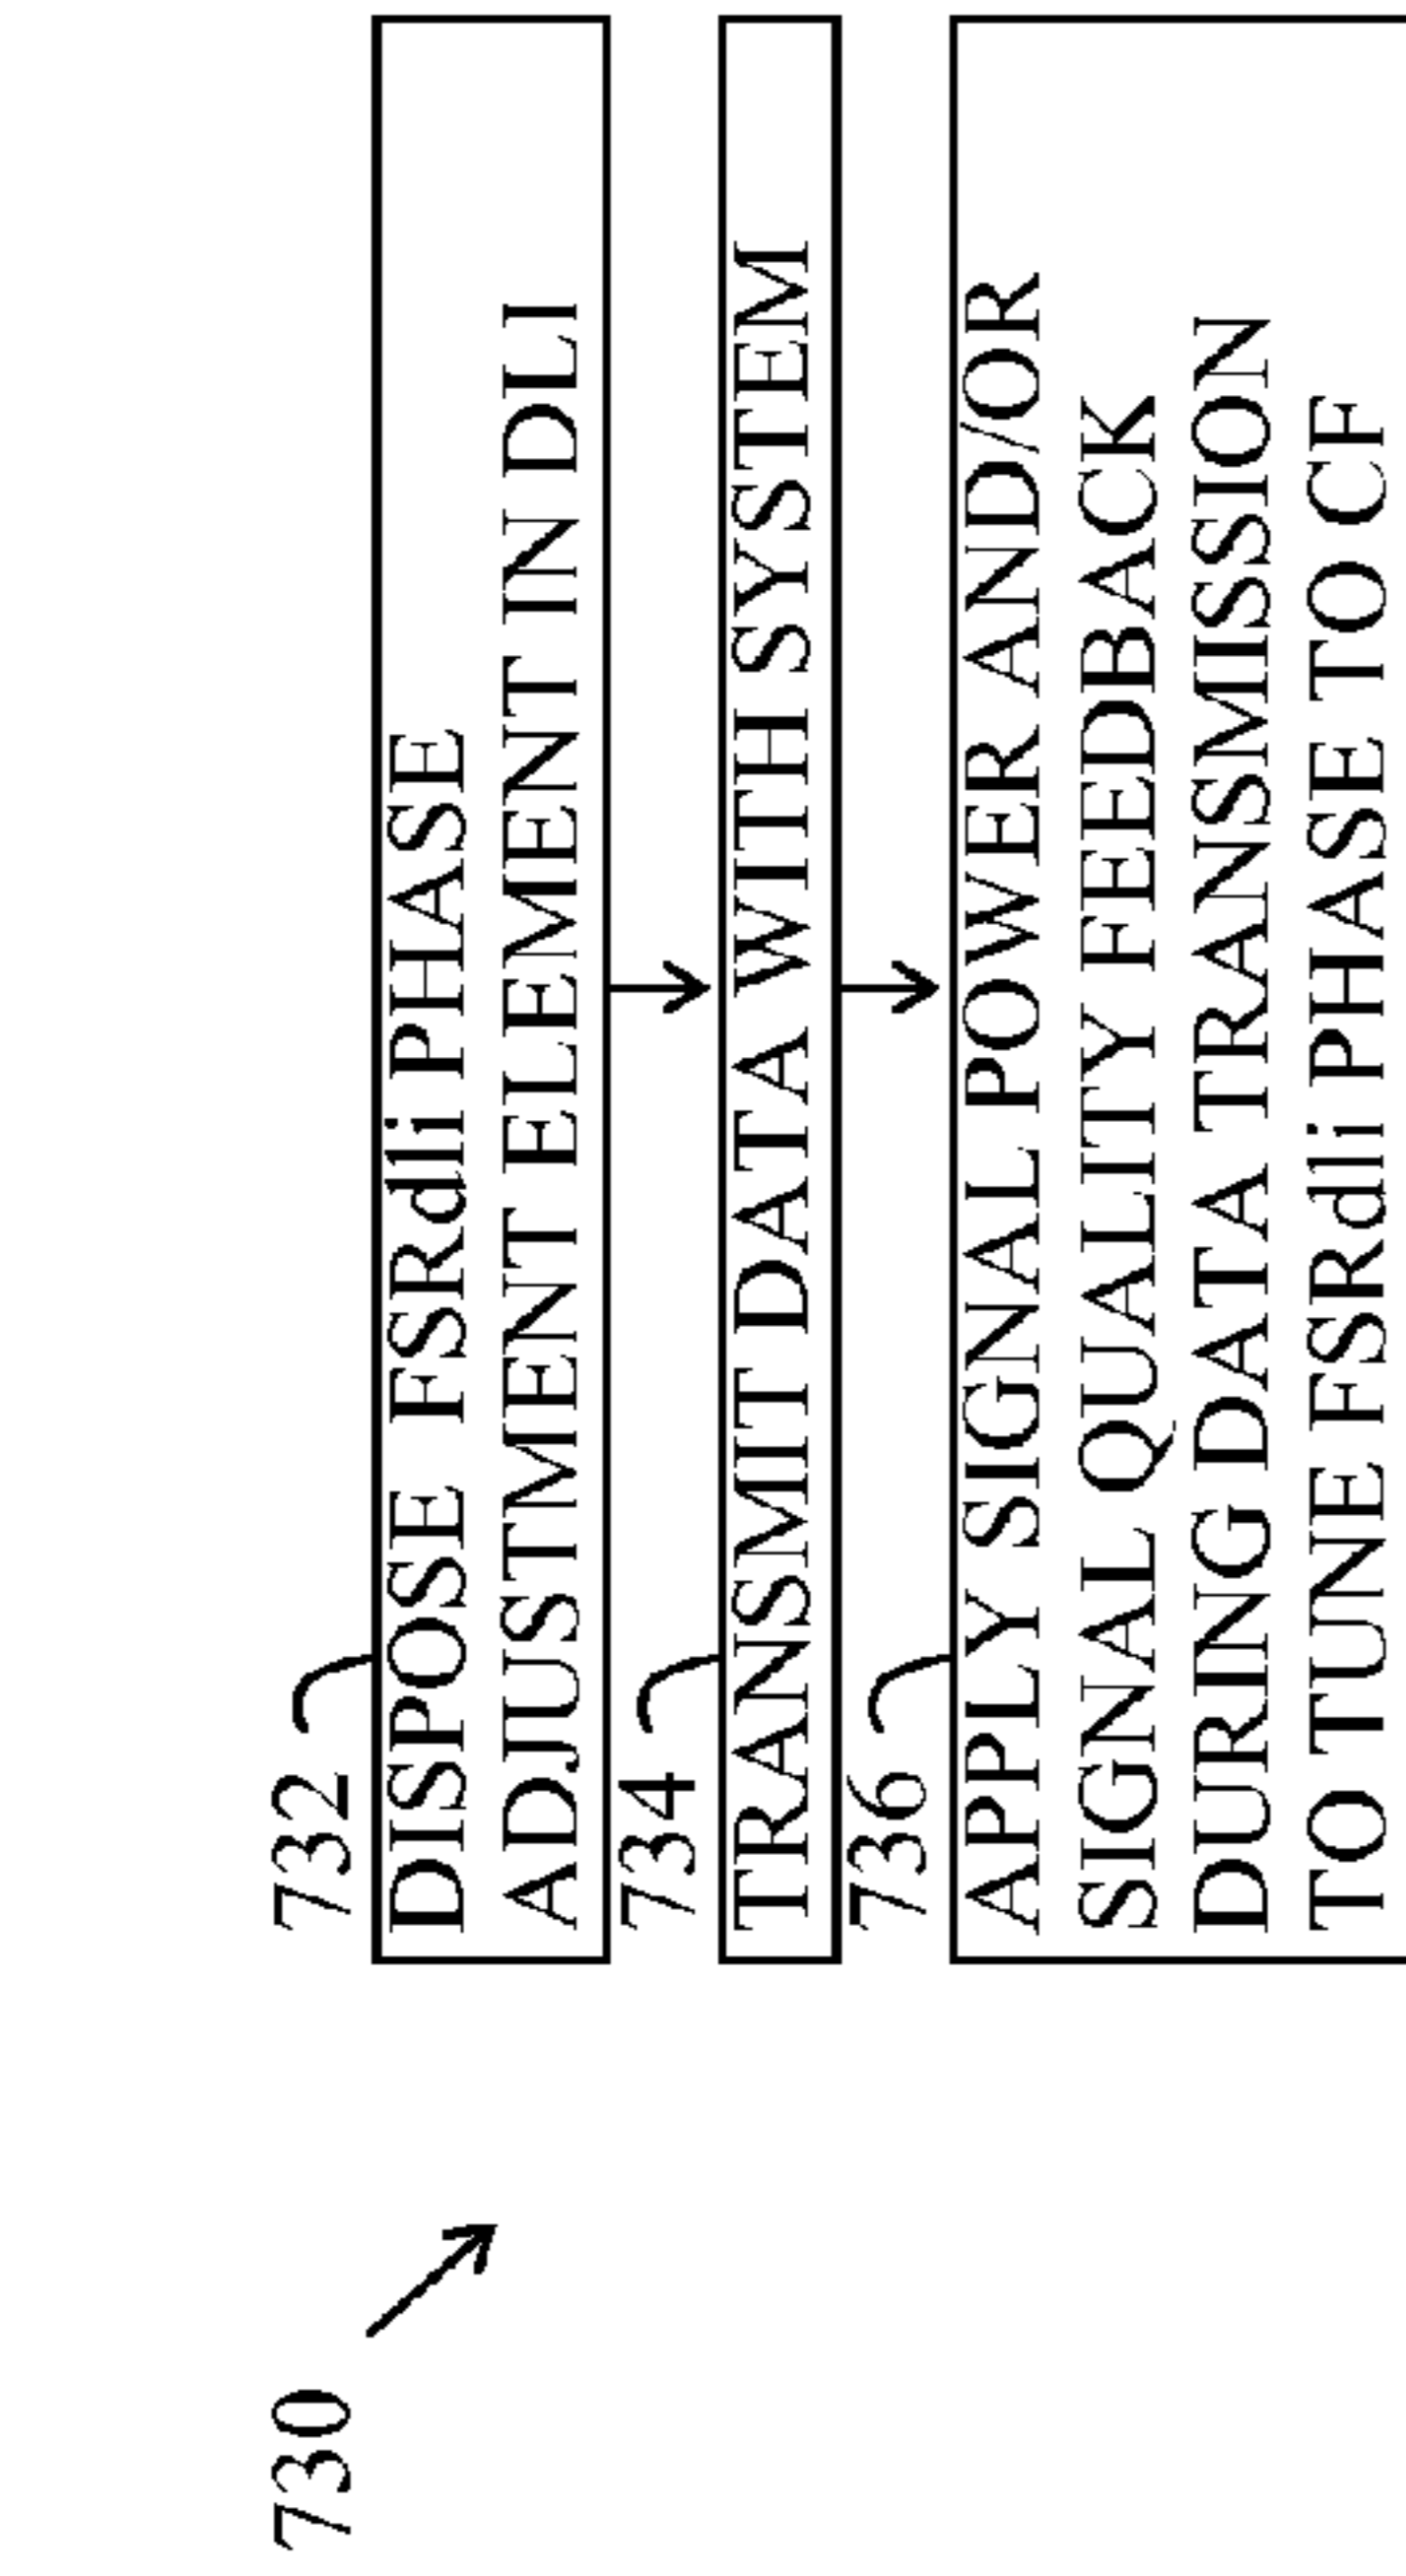 730
732
DISPOSE FSRdli PHASE
ADJUSTMENT ELEMENT IN DLI
734
TRANSMIT DATA WITH SYSTEM
736
APPLY SIGNAL POWER AND/OR
SIGNAL QUALITY FEEDBACK
DURING DATA TRANSMISSION
TO TUNE FSRdli PHASE TO CF